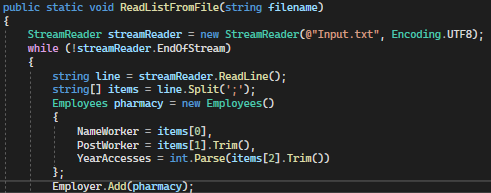 public static void ReadListFromFile(string filename)
{
StreamReader streamReader = new StreamReader(@"Input.txt", Encoding.UTF8);
while (!streamReader.EndOfStream)
{
string line = streamReader.ReadLine();
string[] items = line.Split(';');
Employees pharmacy = new Employees()
{
NameWorker = items[0],
PostWorker = items[1].Trim(),
YearAccesses = int.Parse(items[2].Trim())
};
Employer.Add(pharmacy);